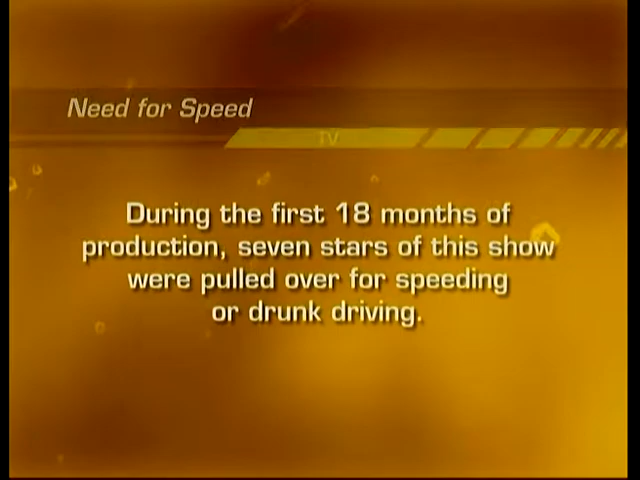 Need for Speed
TV
During the first 18 months of
production, seven stars of this show
were pulled over for speeding
or drunk driving.